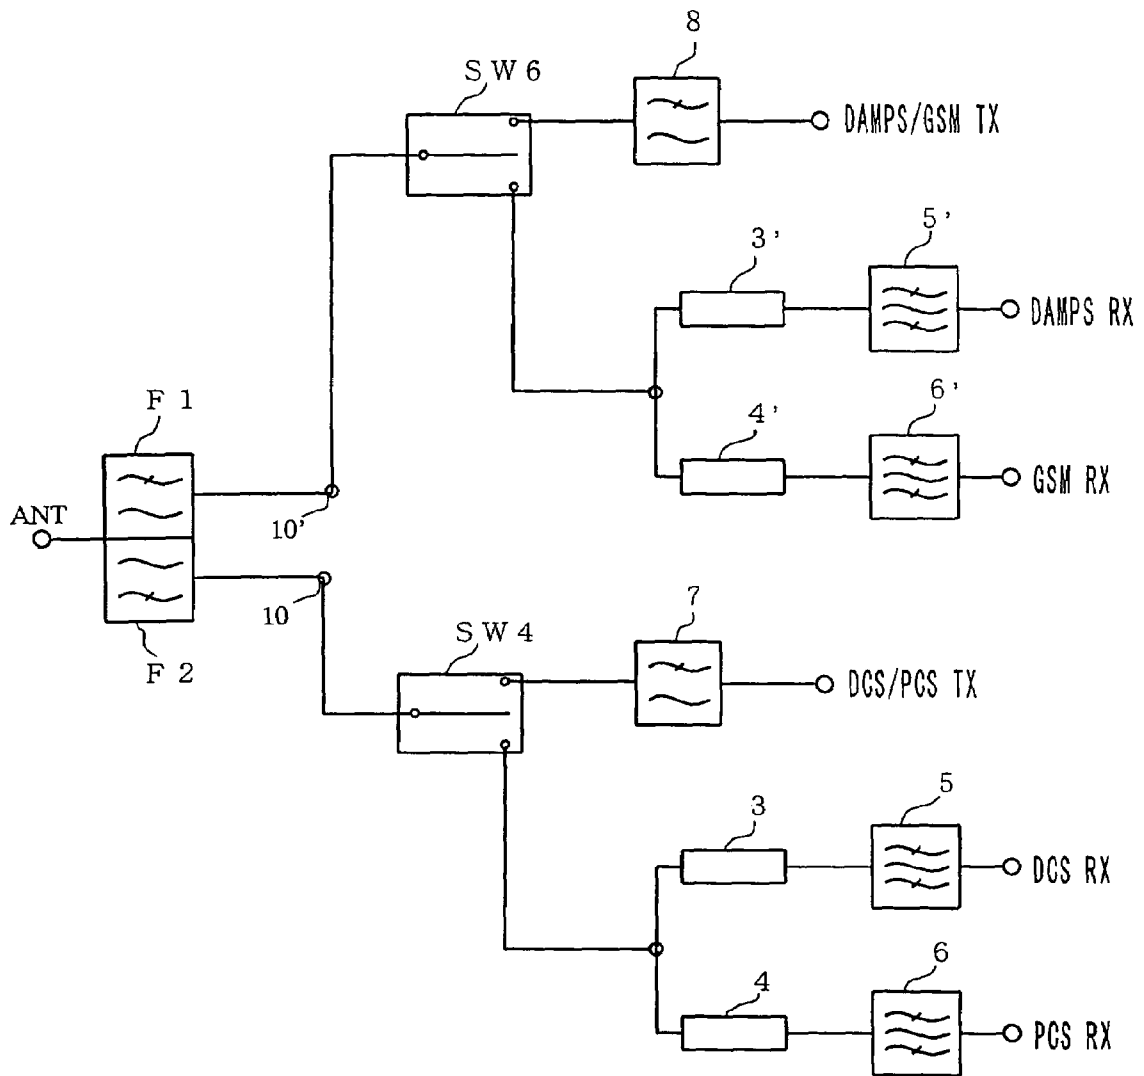 8
SW6
DAMPS/GSM TX
3'
5'
DAMPS RX
4'
6'
GSM RX
F1
ANT
10'
10
F2
SW4
7
DCS/PCS TX
3
5
DCS RX
4
6
PCS RX